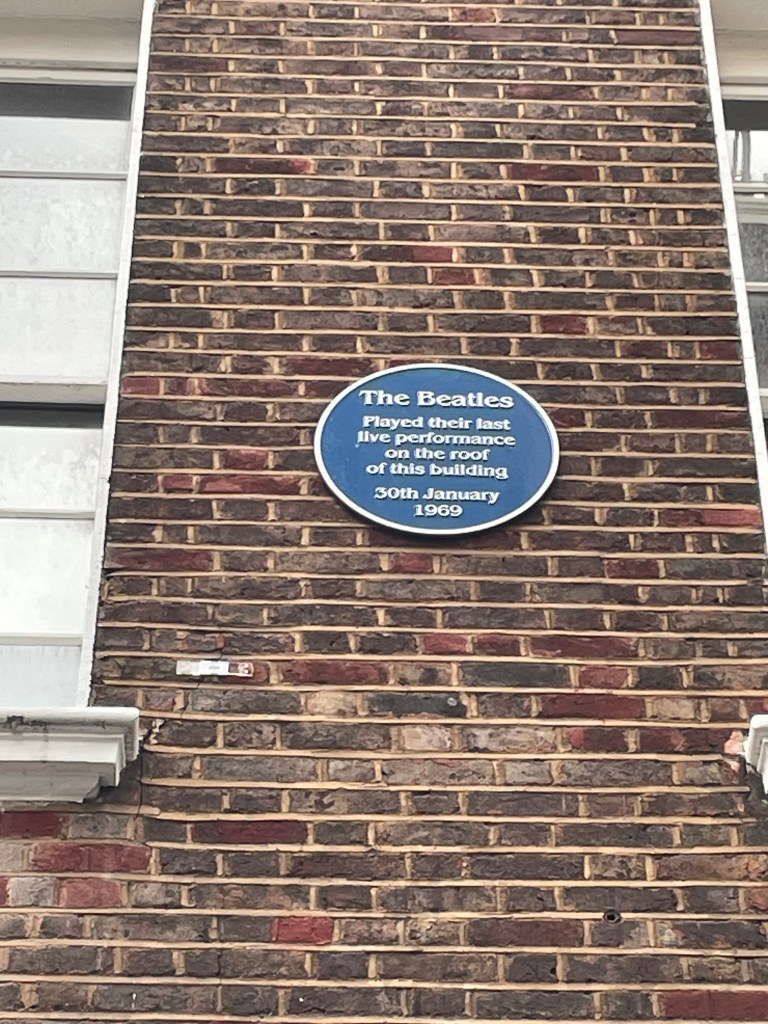 The Beatles
Played their last
live performance
on the roof
of this building
30th January
1969